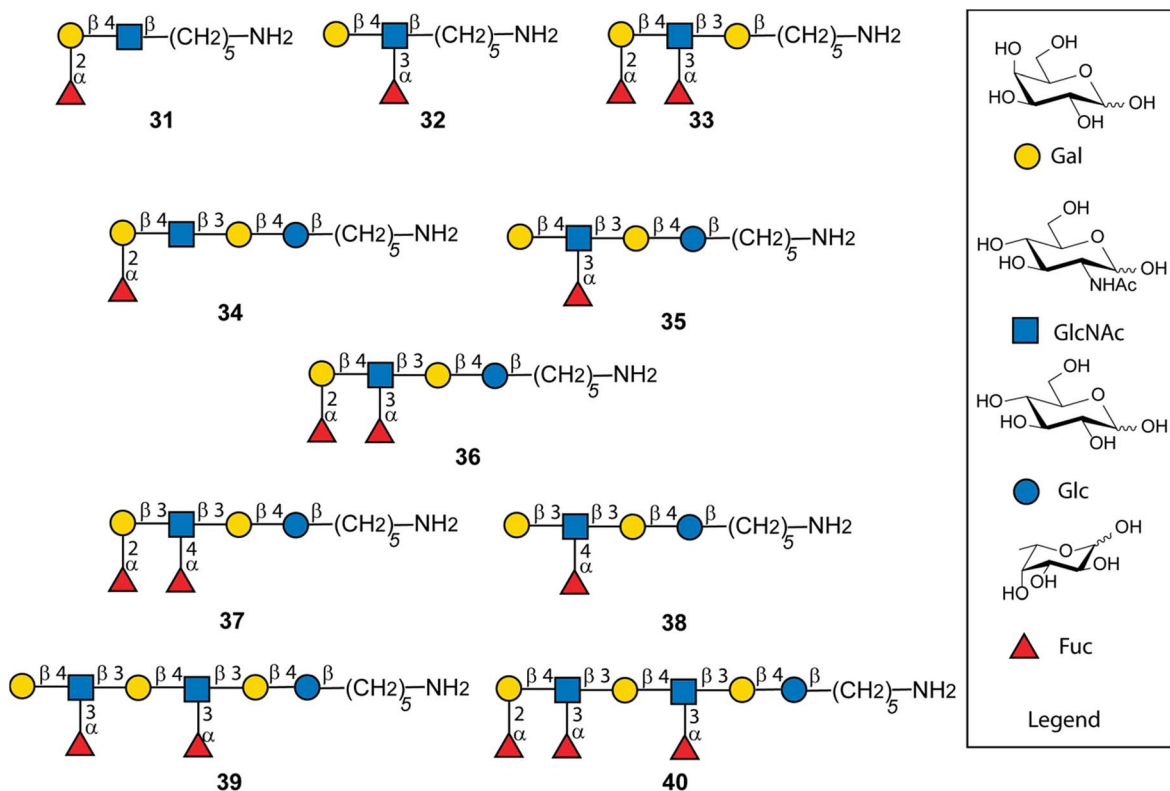 β 4 β (CH2)5 NH2
2
α
31
β 4 β (CH2)5 NH2
3
α
32
β 4 β 3 β (CH2)5 NH2
2 3
α α
33
β 4 β 3 β 4 β (CH2)5 NH2
2
α
34
β 4 β 3 β 4 β (CH2)5 NH2
3
α
35
β 4 β 3 β 4 β (CH2)5 NH2
2 3
α α
36
β 3 β 3 β 4 β (CH2)5 NH2
2 4
α α
37
β 3 β 3 β 4 β (CH2)5 NH2
4
α
38
β 4 β 3 β 4 β 3 β 4 β (CH2)5 NH2
3 3
α α
39
β 4 β 3 β 4 β 3 β 4 β (CH2)5 NH2
2 3 3
α α α
40
HO OH
O
HO OH
OH
Gal
OH
HO O
HO OH
NHAc
GlcNAc
OH
HO O
HO OH
OH
Glc
OH
O
OH
OH
HO
Fuc
Legend